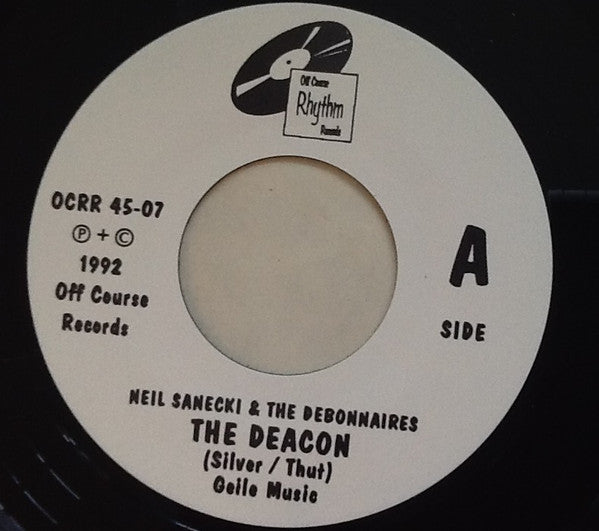 Off Course
Rhythm
Records
OCRR 45-07
Ⓟ + ©
1992
Off Course
Records
A
SIDE
NEIL SANECKI & THE DEBONNAIRES
THE DEACON
(Silver / Thut)
Geile Music